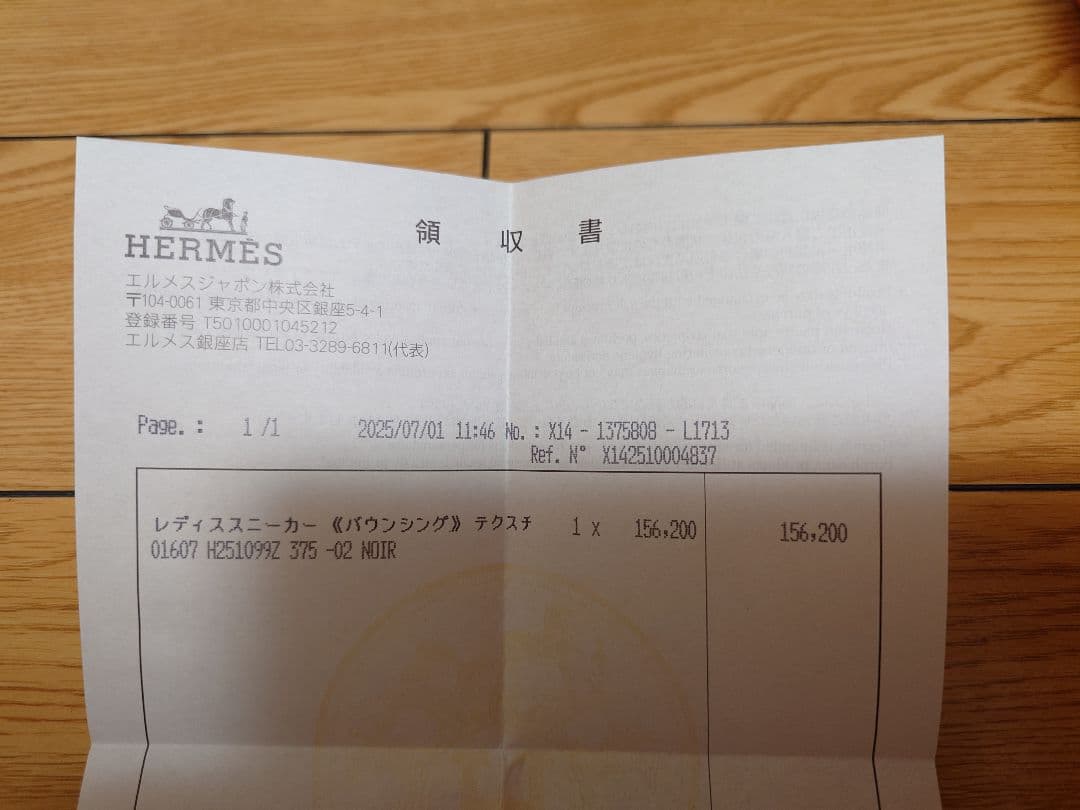 HERMÈS
領収書
エルメスジャポン株式会社
〒104-0061 東京都中央区銀座5-4-1
登録番号 T5010001045212
エルメス銀座店 TEL03-3289-6811(代表)
Page. : 1 /1 2025/07/01 11:46 No. : X14 - 1375808 - L1713
Ref. N° X142510004837
レディススニーカー 《バウンシング》 テクスチ 1 x 156,200 156,200
01607 H251099Z 375 -02 NOIR